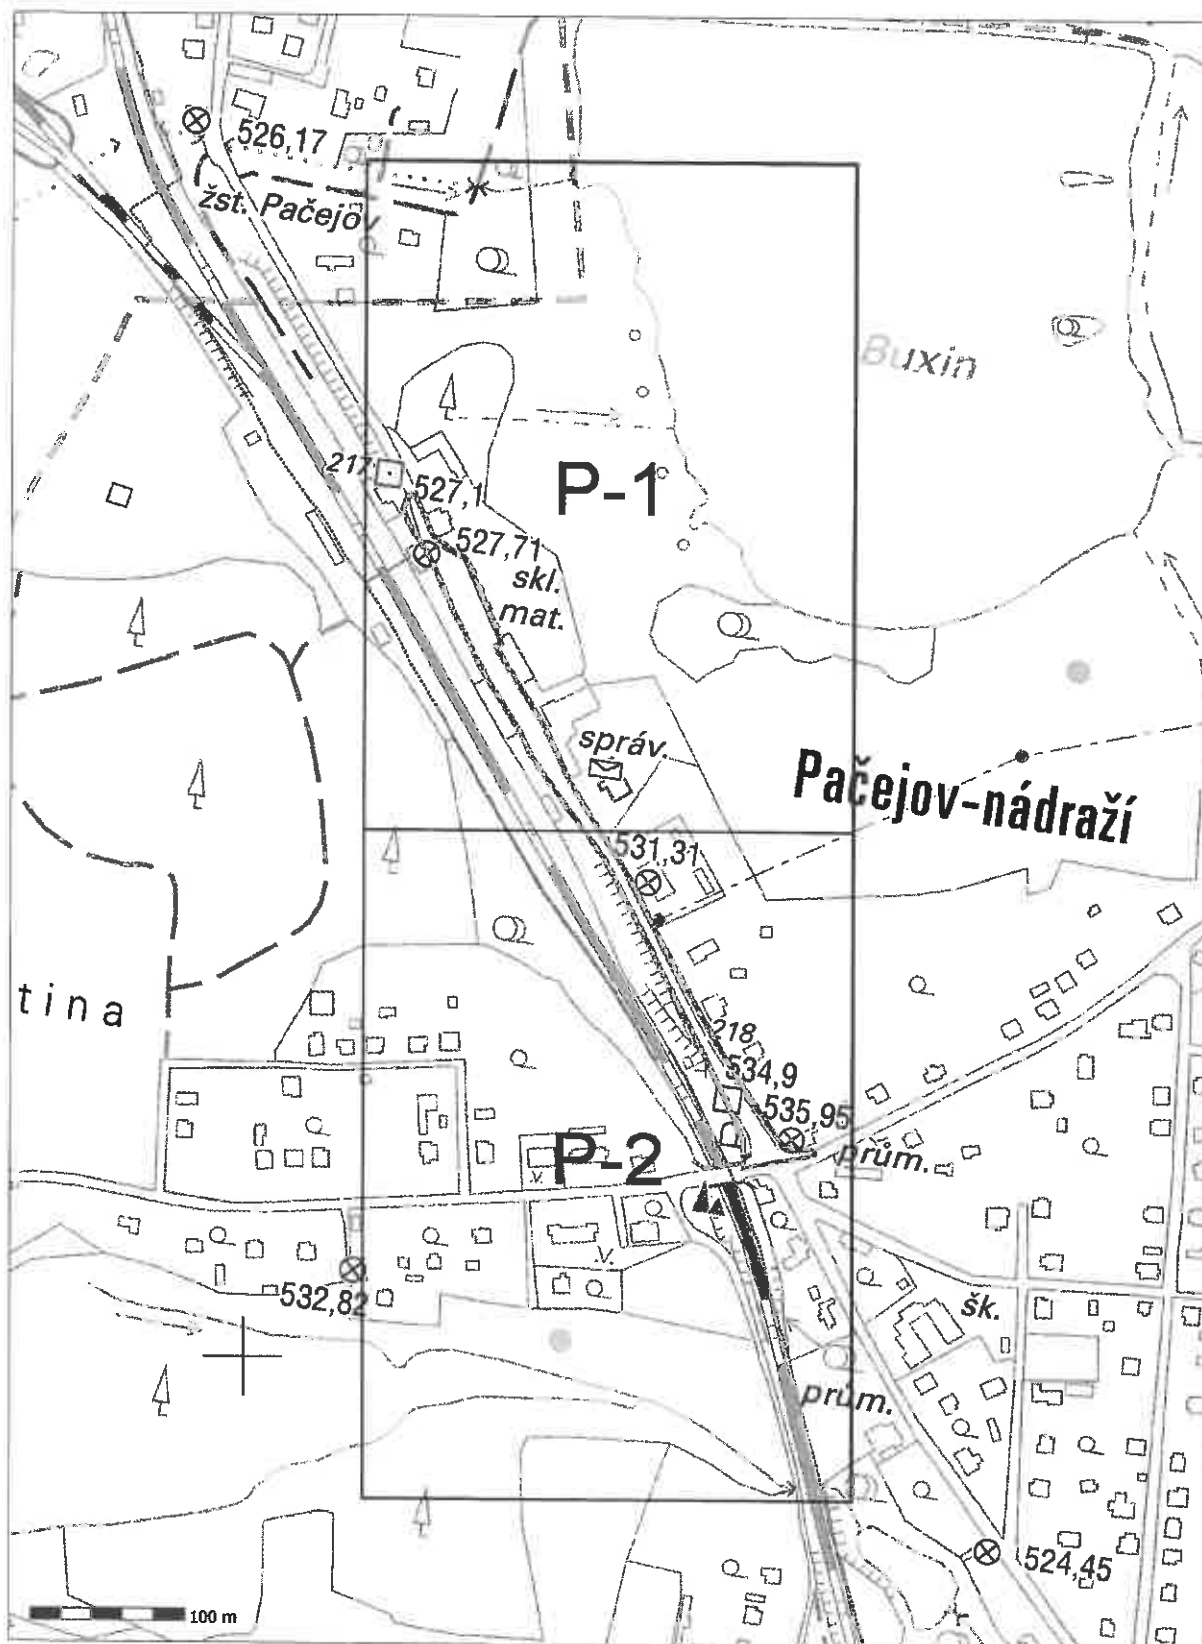 526,17
žst. Pačejov
Buxin
217
527,1
P-1
527,71
skl.
mat.
správ.
Pačejov-nádraží
531,31
tina
218
534,9
535,95
prům.
P-2
v.
v.
532,82
šk.
prům.
524,45
100 m